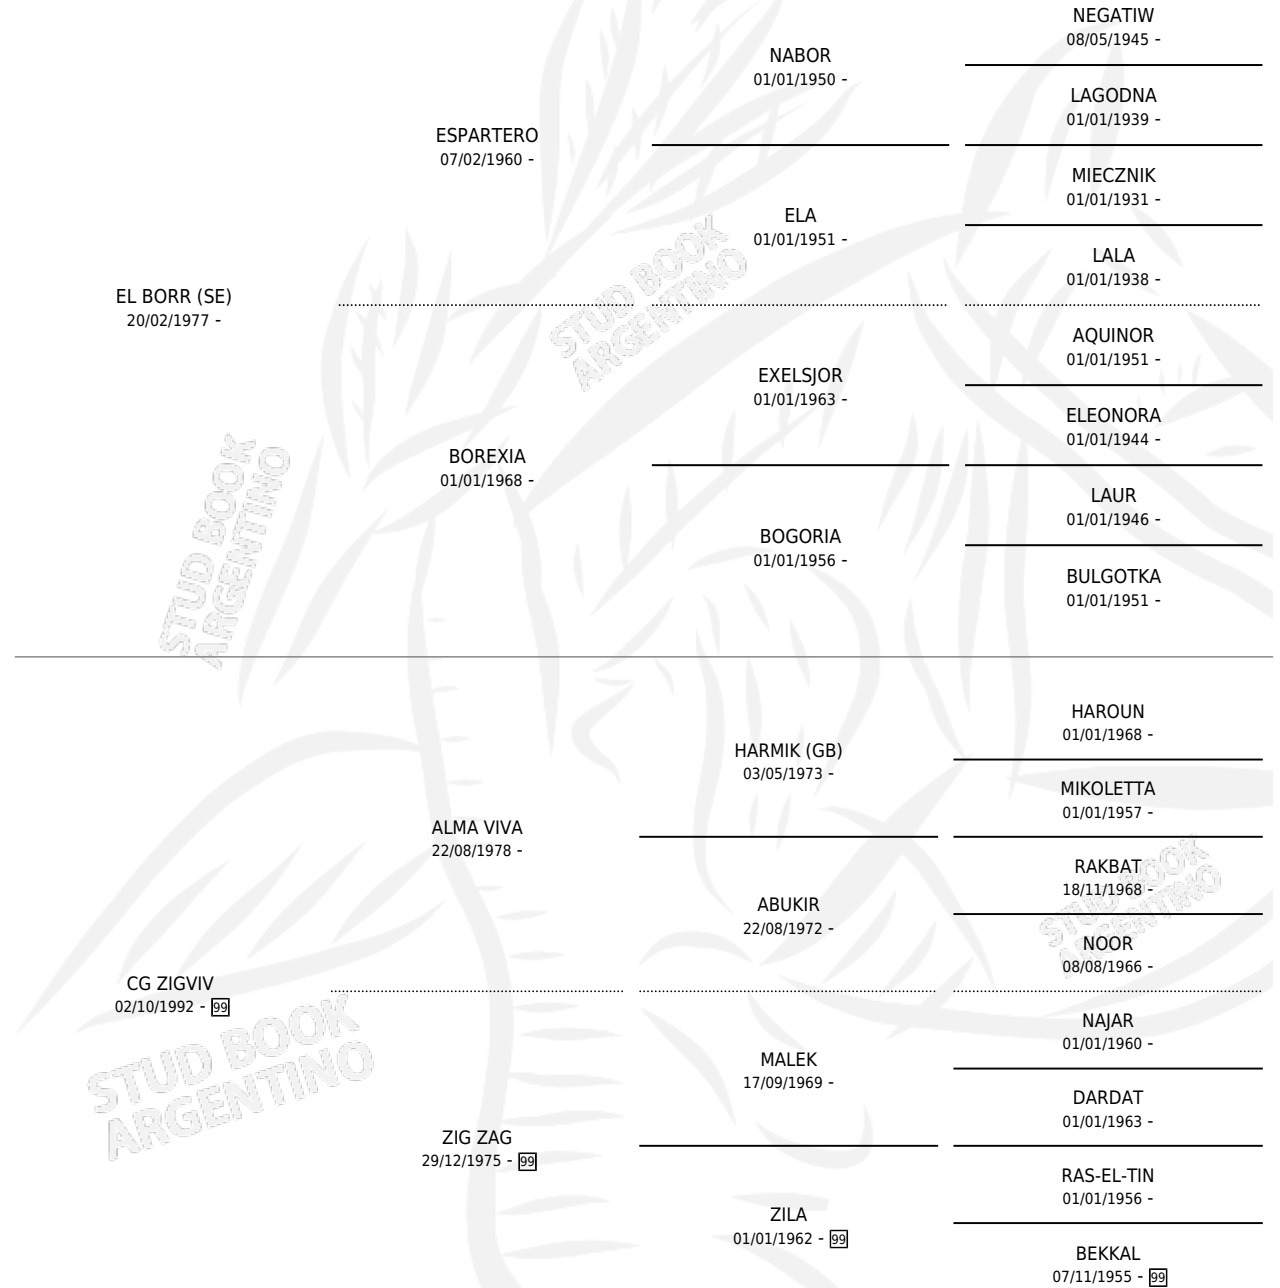 NEGATIW
08/05/1945 -
NABOR
01/01/1950 -
LAGODNA
01/01/1939 -
ESPARTERO
07/02/1960 -
MIECZNIK
01/01/1931 -
ELA
01/01/1951 -
LALA
01/01/1938 -
EL BORR (SE)
20/02/1977 -
STUD BOOK
ARGENTINO
AQUINOR
01/01/1951 -
EXELSJOR
01/01/1963 -
ELEONORA
01/01/1944 -
BOREXIA
01/01/1968 -
LAUR
01/01/1946 -
BOGORIA
01/01/1956 -
BULGOTKA
01/01/1951 -
STUD BOOK
ARGENTINO
HAROUN
01/01/1968 -
HARMIK (GB)
03/05/1973 -
MIKOLETTA
01/01/1957 -
ALMA VIVA
22/08/1978 -
RAKBAT
18/11/1968 -
ABUKIR
22/08/1972 -
NOOR
08/08/1966 -
STUD BOOK
ARGENTINO
CG ZIGVIV
02/10/1992 - 99
NAJAR
01/01/1960 -
MALEK
17/09/1969 -
DARDAT
01/01/1963 -
STUD BOOK
ARGENTINO
ZIG ZAG
29/12/1975 - 99
RAS-EL-TIN
01/01/1956 -
ZILA
01/01/1962 - 99
BEKKAL
07/11/1955 - 99